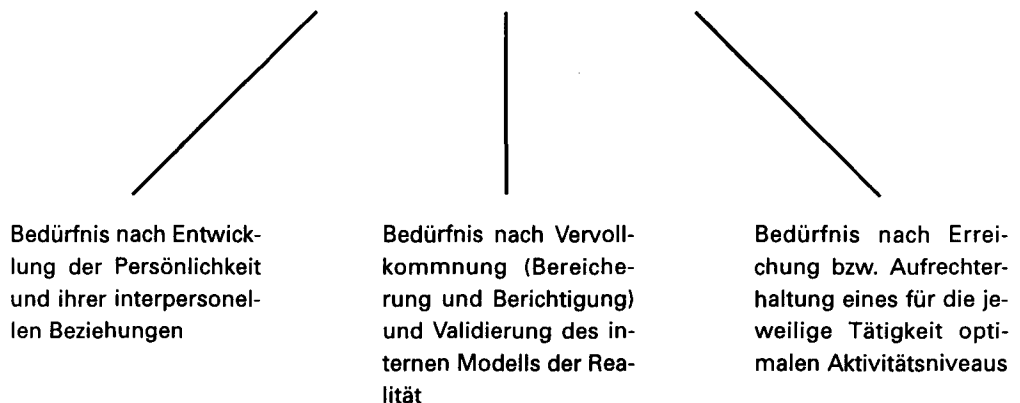 Bedürfnis nach Entwick-
lung der Persönlichkeit
und ihrer interpersonel-
len Beziehungen
Bedürfnis nach Vervoll-
kommnung (Bereiche-
rung und Berichtigung)
und Validierung des in-
ternen Modells der Rea-
lität
Bedürfnis nach Errei-
chung bzw. Aufrechter-
haltung eines für die je-
weilige Tätigkeit opti-
malen Aktivitätsniveaus